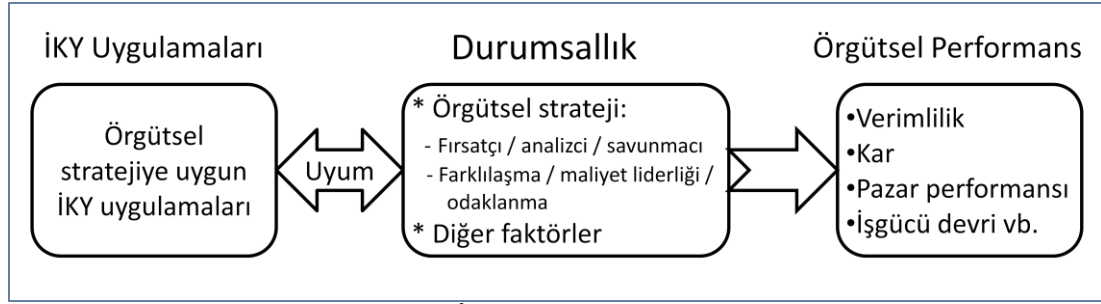 İKY Uygulamaları
Örgütsel
stratejiye uygun
İKY uygulamaları
Uyum
Durumsallık
* Örgütsel strateji:
- Fırsatçı / analizci / savunmacı
- Farklılaşma / maliyet liderliği /
odaklanma
* Diğer faktörler
Örgütsel Performans
•Verimlilik
•Kar
•Pazar performansı
•İşgücü devri vb.